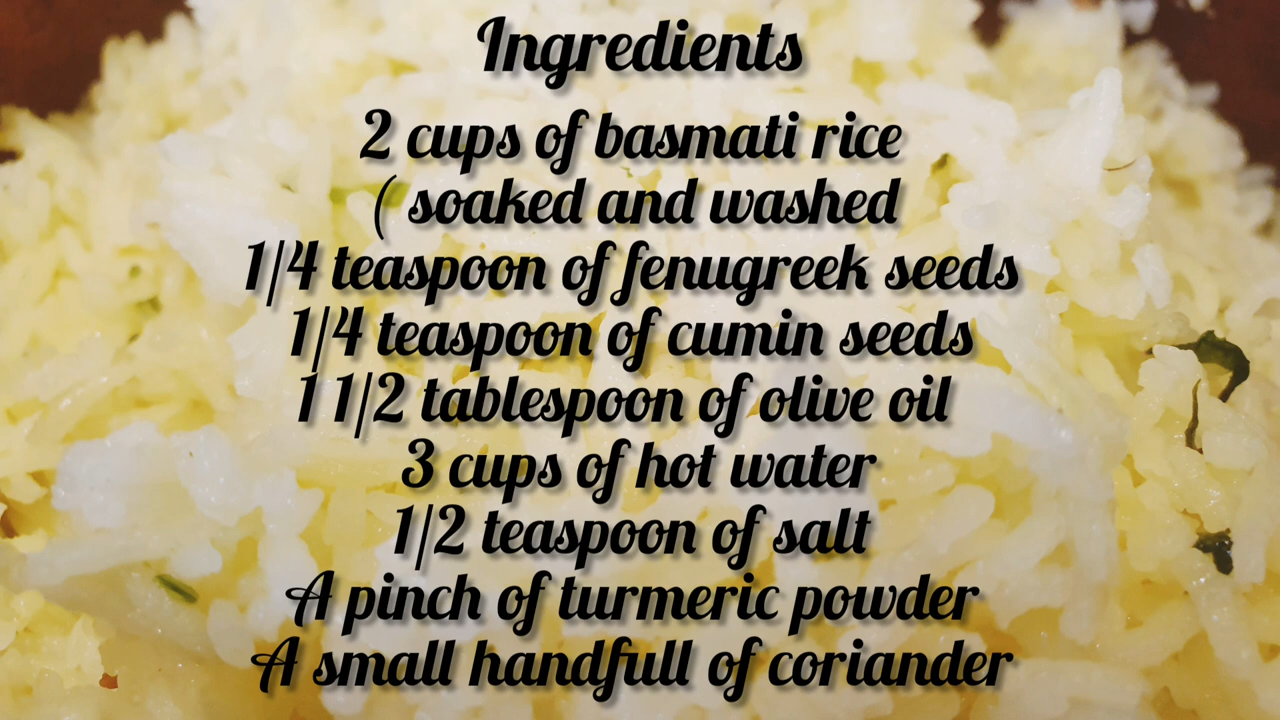 Ingredients
2 cups of basmati rice
( soaked and washed
1/4 teaspoon of fenugreek seeds
1/4 teaspoon of cumin seeds
1 1/2 tablespoon of olive oil
3 cups of hot water
1/2 teaspoon of salt
A pinch of turmeric powder
A small handfull of coriander